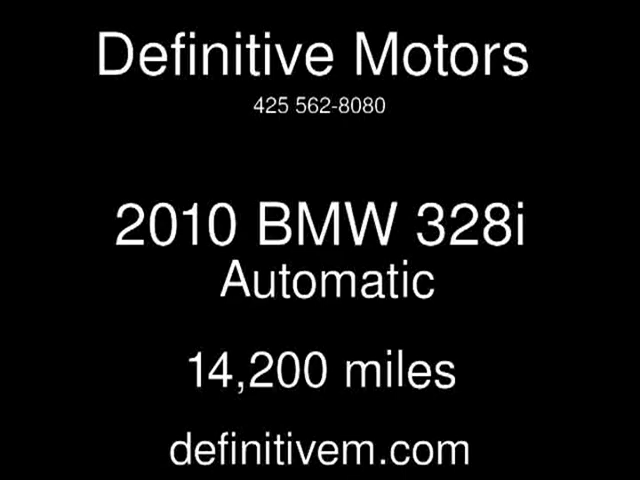 Definitive Motors
425 562-8080
2010 BMW 328i
Automatic
14,200 miles
definitivem.com